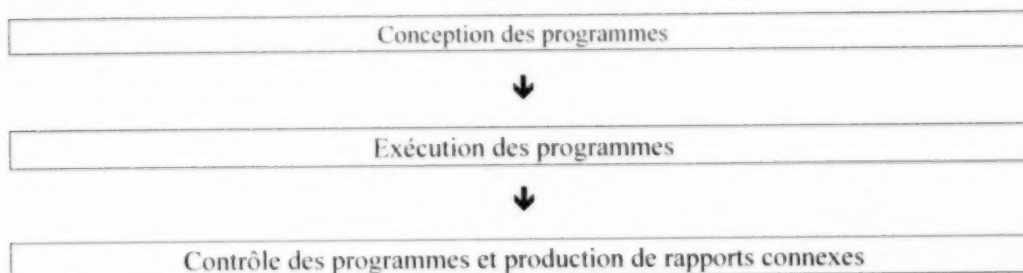 Conception des programmes
Exécution des programmes
Contrôle des programmes et production de rapports connexes